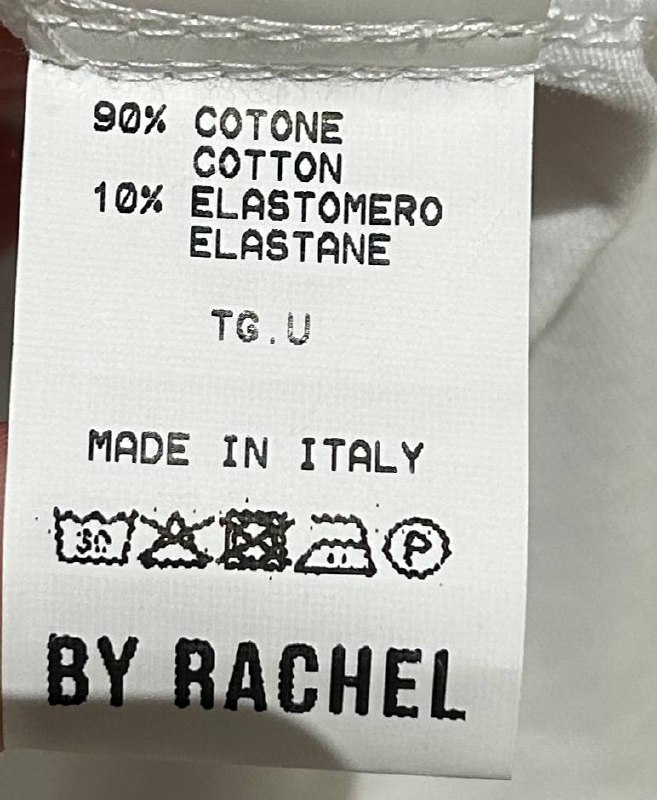 90% COTONE
COTTON
10% ELASTOMERO
ELASTANE
TG.U
MADE IN ITALY
30
P
BY RACHEL